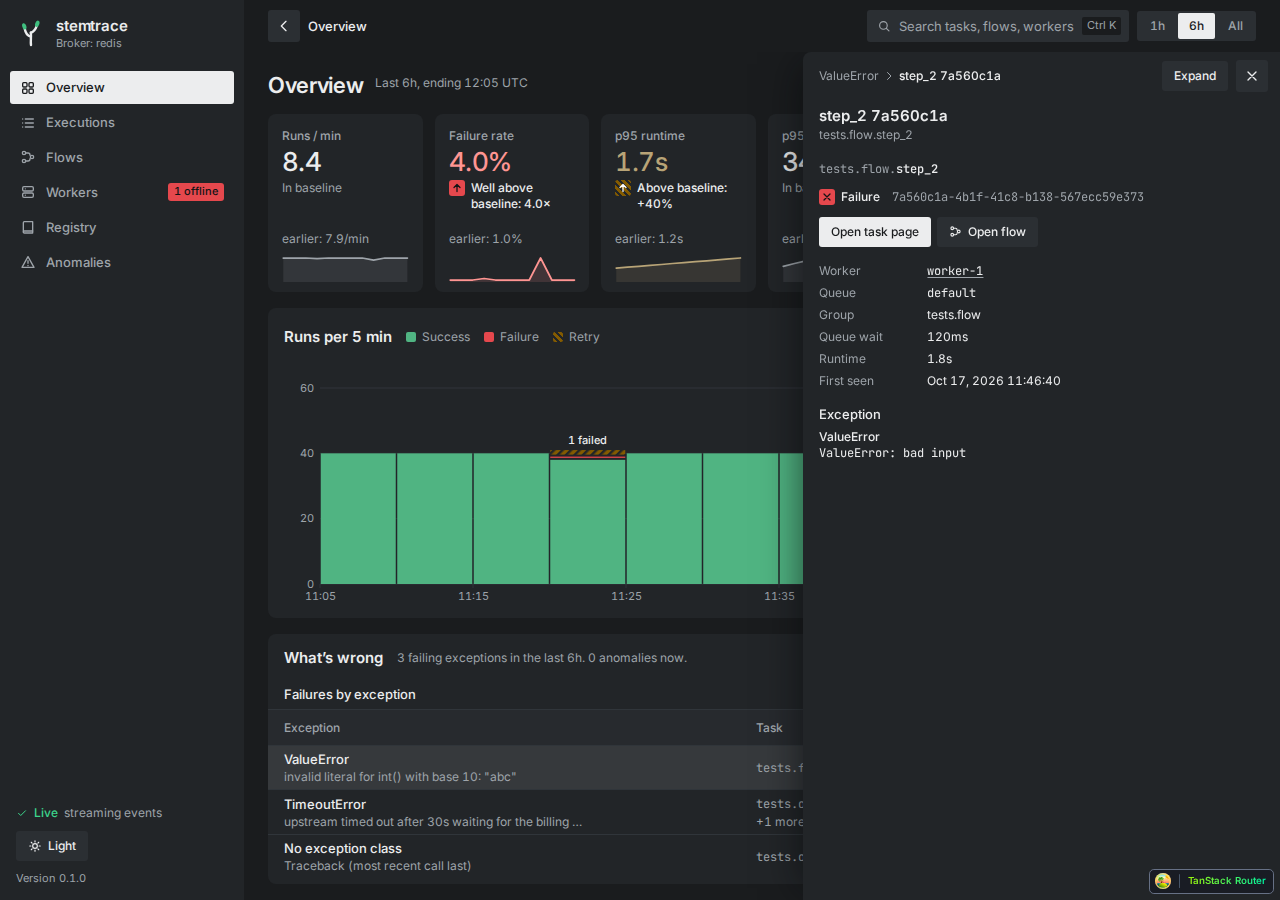 stemtrace
Broker: redis
Overview
Executions
Flows
Workers
1 offline
Registry
Anomalies
Live streaming events
Light
Version 0.1.0
Overview
Search tasks, flows, workers
Ctrl K
1h
6h
All
Overview
Last 6h, ending 12:05 UTC
Runs / min
8.4
In baseline
earlier: 7.9/min
Failure rate
4.0%
Well above
baseline: 4.0×
earlier: 1.0%
p95 runtime
1.7s
Above baseline:
+40%
earlier: 1.2s
Runs per 5 min
Success
Failure
Retry
60
40
20
0
1 failed
11:05
11:15
11:25
11:35
What's wrong
3 failing exceptions in the last 6h. 0 anomalies now.
Failures by exception
Exception
Task
ValueError
invalid literal for int() with base 10: "abc"
TimeoutError
upstream timed out after 30s waiting for the billing ...
+1 more
No exception class
Traceback (most recent call last)
ValueError > step_2 7a560c1a
Expand
step_2 7a560c1a
tests.flow.step_2
tests.flow.step_2
Failure 7a560c1a-4b1f-41c8-b138-567ecc59e373
Open task page
Open flow
Worker worker-1
Queue default
Group tests.flow
Queue wait 120ms
Runtime 1.8s
First seen Oct 17, 2026 11:46:40
Exception
ValueError
ValueError: bad input
TanStack Router